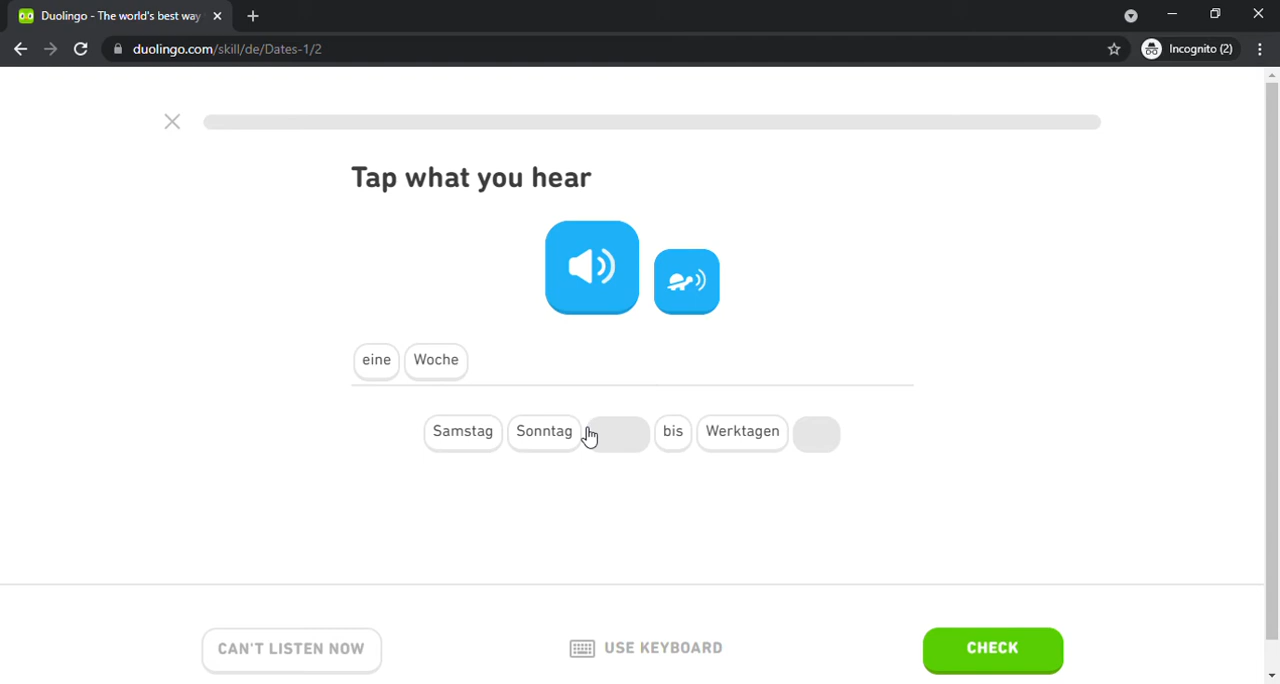 Duolingo - The world's best way
duolingo.com/skill/de/Dates-1/2
Incognito (2)
Tap what you hear
eine Woche
Samstag Sonntag bis Werktagen
CAN'T LISTEN NOW USE KEYBOARD CHECK